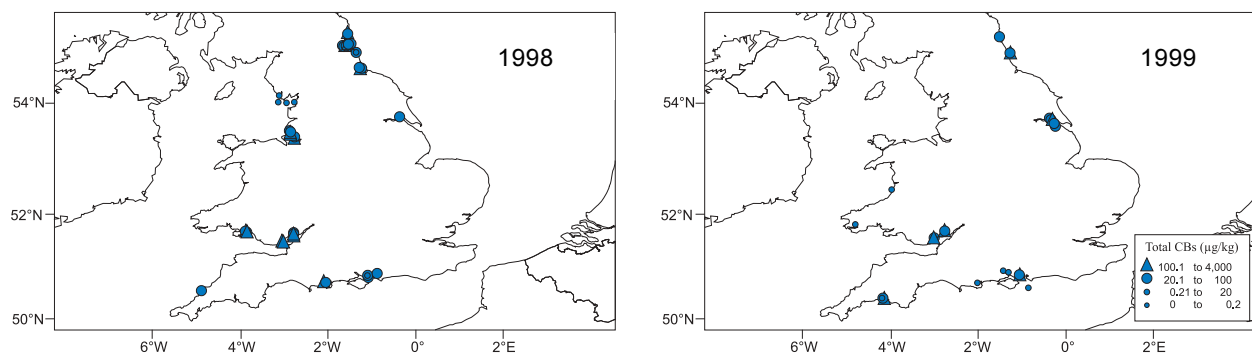 1998
1999
54°N
52°N
50°N
6°W
4°W
2°W
0°
2°E
54°N
52°N
50°N
6°W
4°W
2°W
0°
2°E
Total CBs (µg/kg)
100.1 to 4,000
20.1 to 100
0.21 to 20
0 to 0.2